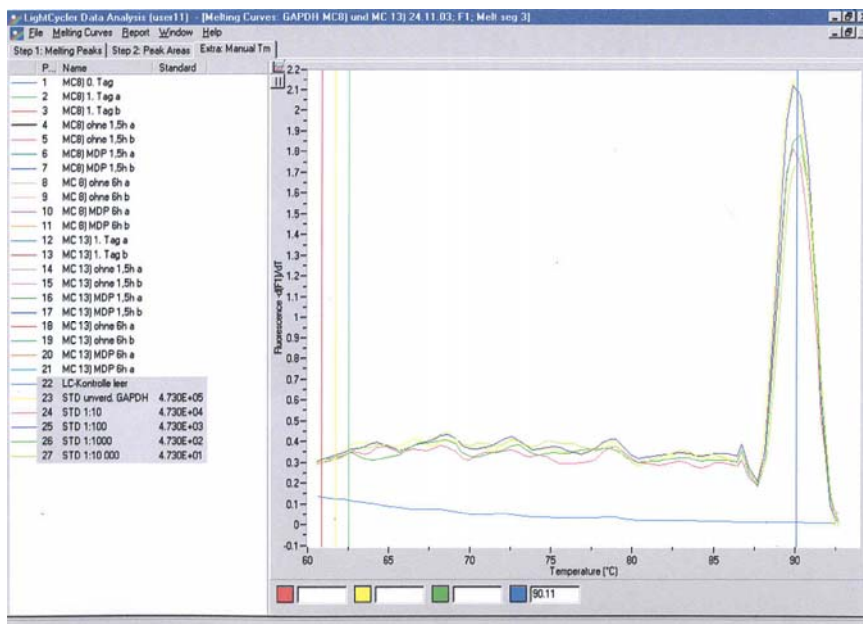 LightCycler Data Analysis (user11) - [Melting Curves: GAPDH MC8) und MC 13) 24.11.03; F1; Melt seg 3]
File Melting Curves Report Window Help
Step 1: Melting Peaks Step 2: Peak Areas Extra: Manual Tm
P... Name Standard
1 MC8) 0. Tag
2 MC8) 1. Tag a
3 MC8) 1. Tag b
4 MC8) ohne 1,5h a
5 MC8) ohne 1,5h b
6 MC8) MDP 1,5h a
7 MC8) MDP 1,5h b
8 MC 8) ohne 6h a
9 MC 8) ohne 6h b
10 MC 8) MDP 6h a
11 MC 8) MDP 6h b
12 MC 13) 1. Tag a
13 MC 13) 1. Tag b
14 MC 13) ohne 1,5h a
15 MC 13) ohne 1,5h b
16 MC 13) MDP 1,5h a
17 MC 13) MDP 1,5h b
18 MC 13) ohne 6h a
19 MC 13) ohne 6h b
20 MC 13) MDP 6h a
21 MC 13) MDP 6h a
22 LC-Kontrolle leer
23 STD unverd. GAPDH 4.730E+05
24 STD 1:10 4.730E+04
25 STD 1:100 4.730E+03
26 STD 1:1000 4.730E+02
27 STD 1:10 000 4.730E+01
Fluorescence -d(F1)/dT
2.2
2.1
2
1.9
1.8
1.7
1.6
1.5
1.4
1.3
1.2
1.1
1
0.9
0.8
0.7
0.6
0.5
0.4
0.3
0.2
0.1
0
-0.1
60 65 70 75 80 85 90
Temperature (°C)
90.11